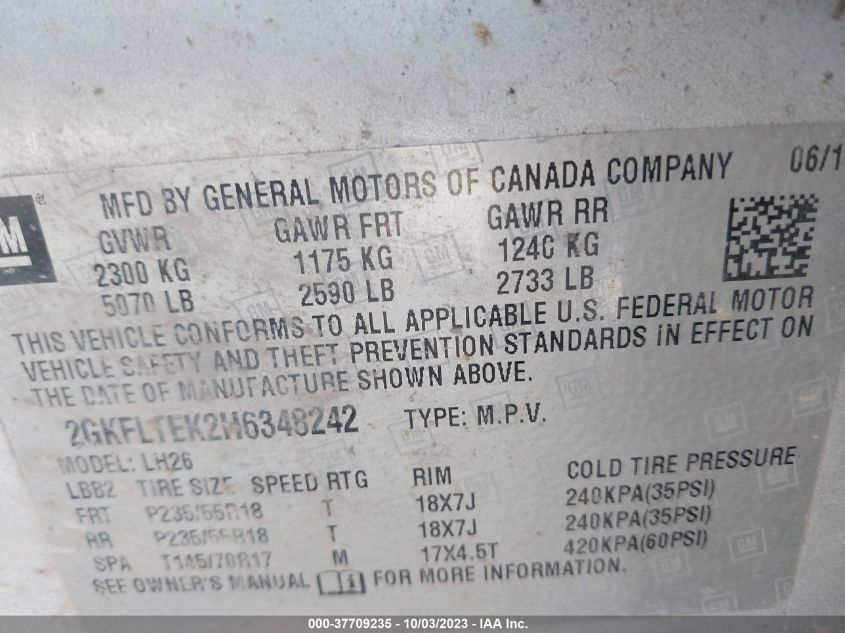 GM ®
MFD BY GENERAL MOTORS OF CANADA COMPANY 06/1
GVWR GAWR FRT GAWR RR
2300 KG 1175 KG 1240 KG
5070 LB 2590 LB 2733 LB
THIS VEHICLE CONFORMS TO ALL APPLICABLE U.S. FEDERAL MOTOR
VEHICLE SAFETY AND THEFT PREVENTION STANDARDS IN EFFECT ON
THE DATE OF MANUFACTURE SHOWN ABOVE.
2GKFLTEK2H6348242 TYPE: M.P.V.
MODEL: LH26
LBB2 TIRE SIZE SPEED RTG RIM COLD TIRE PRESSURE
FRT P235/55R18 T 18X7J 240KPA(35PSI)
RR P235/55R18 T 18X7J 240KPA(35PSI)
SPA T145/70R17 M 17X4.5T 420KPA(60PSI)
SEE OWNER'S MANUAL FOR MORE INFORMATION.
000-37709235 - 10/03/2023 - IAA Inc.